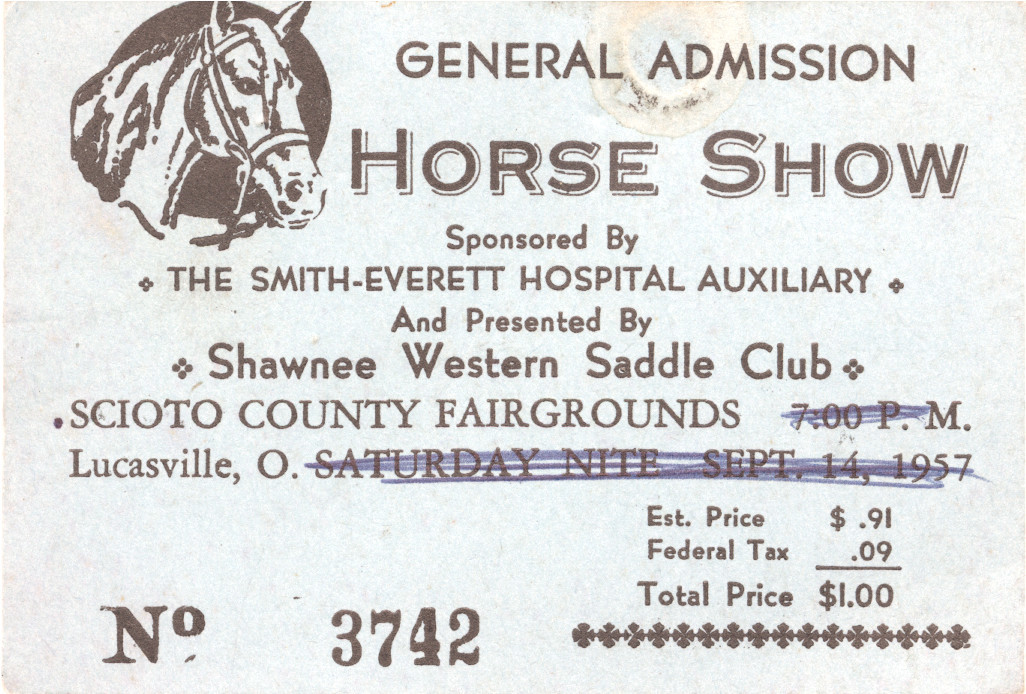 GENERAL ADMISSION
HORSE SHOW
Sponsored By
THE SMITH-EVERETT HOSPITAL AUXILIARY
And Presented By
Shawnee Western Saddle Club
SCIOTO COUNTY FAIRGROUNDS 7:00 P. M.
Lucasville, O. SATURDAY NITE SEPT. 14, 1957
Est. Price $ .91
Federal Tax .09
Total Price $1.00
No 3742